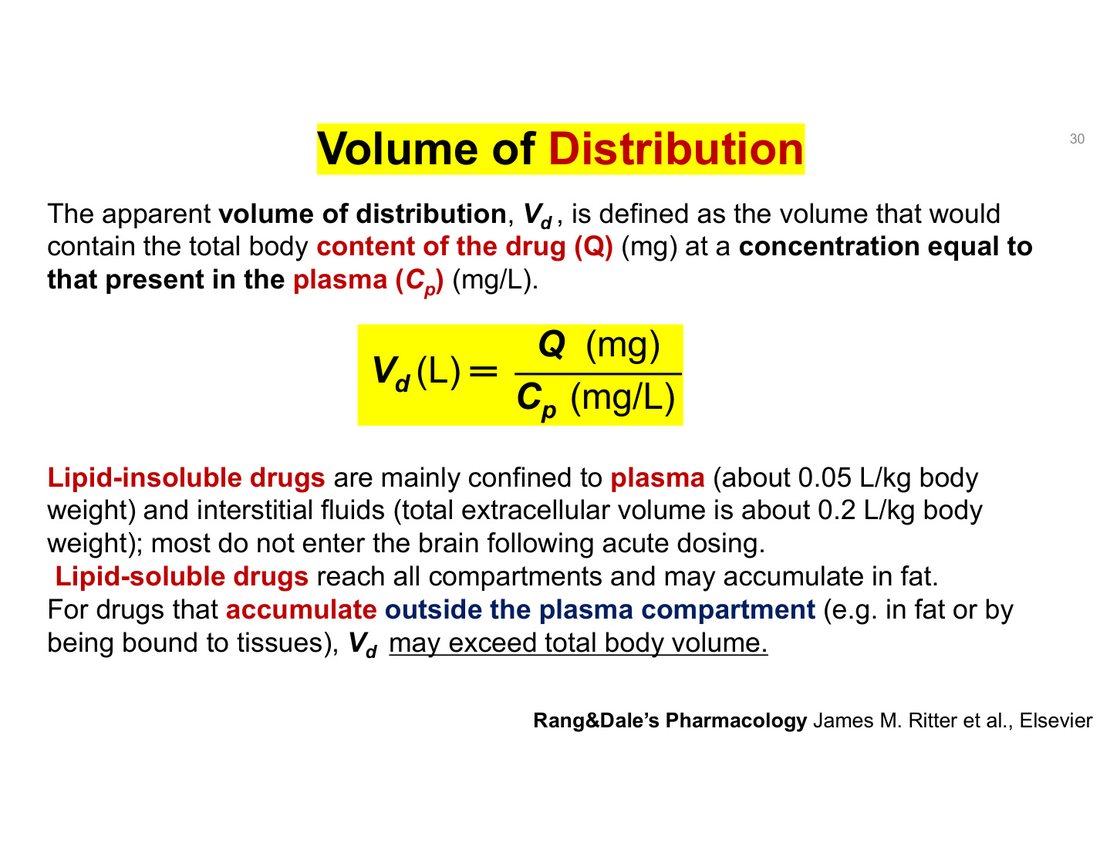 Volume of Distribution
30
The apparent volume of distribution, Vd , is defined as the volume that would
contain the total body content of the drug (Q) (mg) at a concentration equal to
that present in the plasma (Cp) (mg/L).
Vd (L) = Q (mg)
Cp (mg/L)
Lipid-insoluble drugs are mainly confined to plasma (about 0.05 L/kg body
weight) and interstitial fluids (total extracellular volume is about 0.2 L/kg body
weight); most do not enter the brain following acute dosing.
Lipid-soluble drugs reach all compartments and may accumulate in fat.
For drugs that accumulate outside the plasma compartment (e.g. in fat or by
being bound to tissues), Vd may exceed total body volume.
Rang&Dale’s Pharmacology James M. Ritter et al., Elsevier